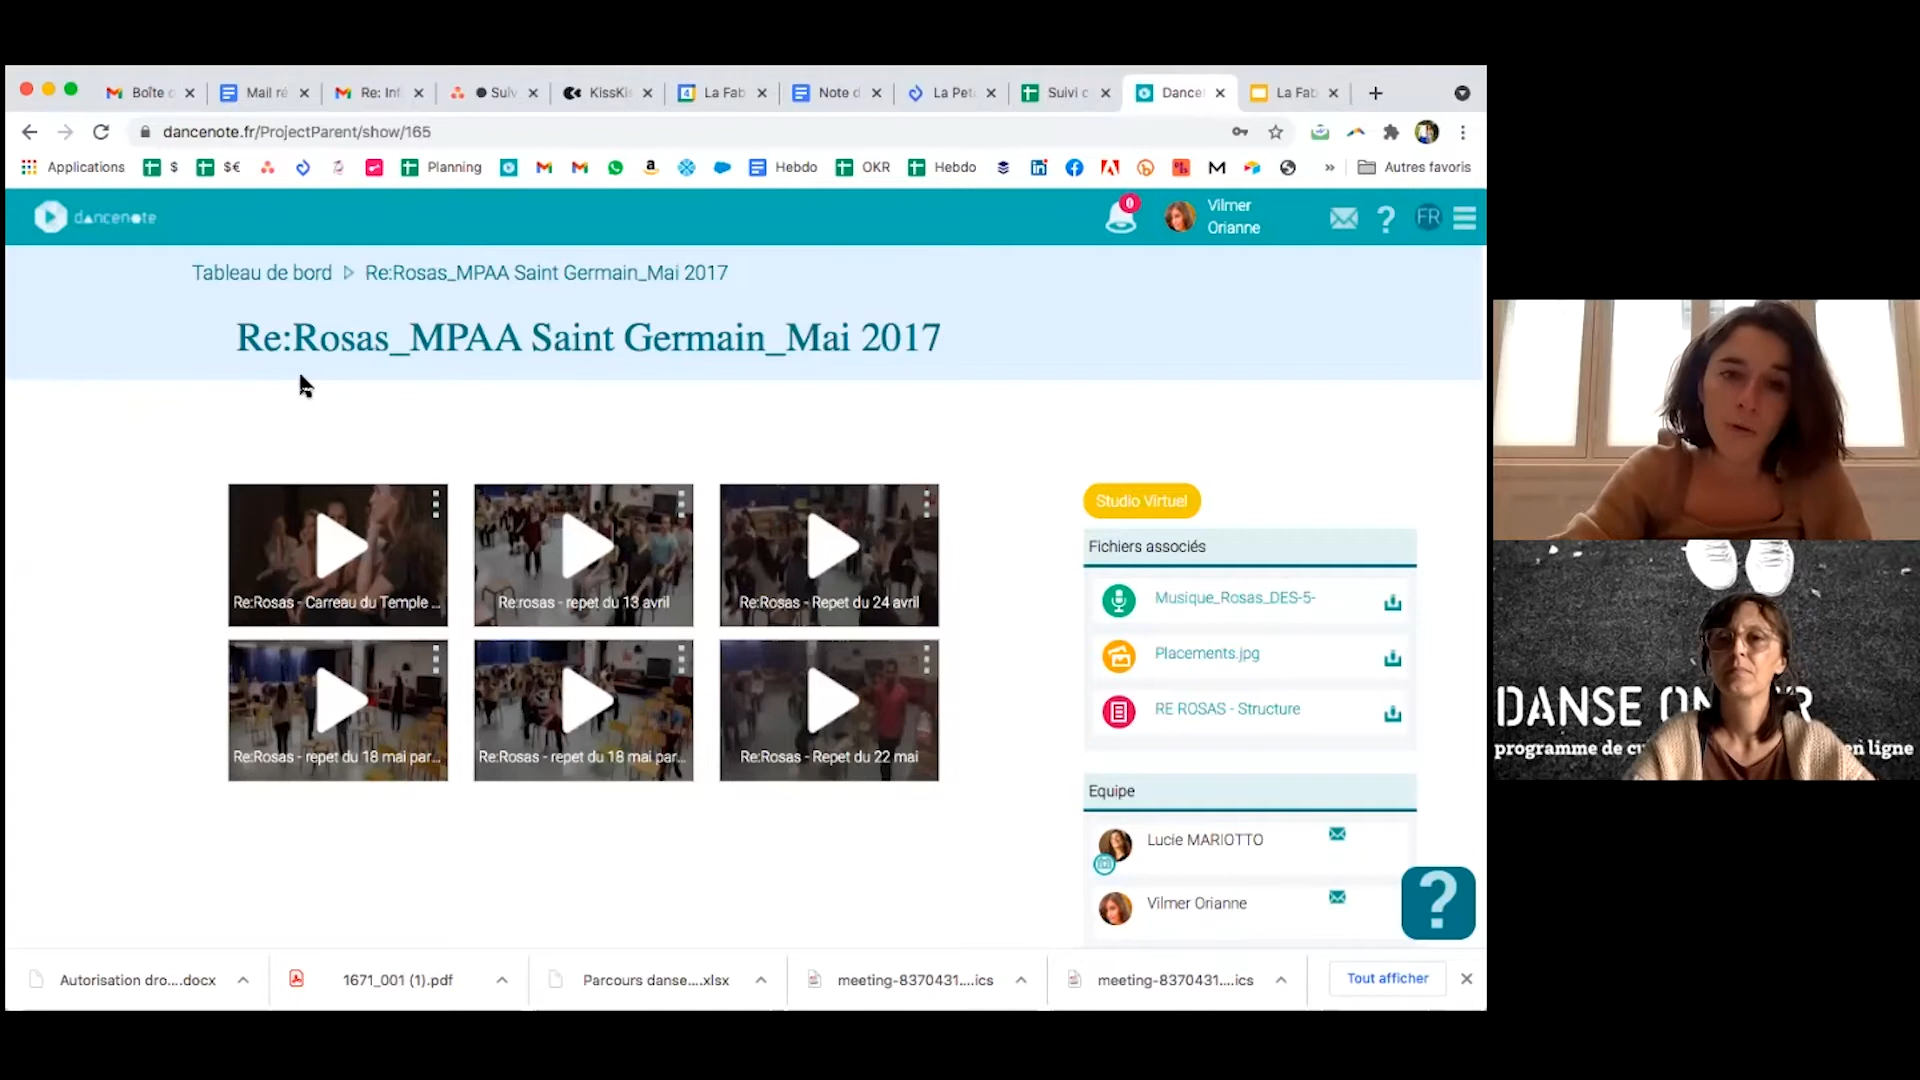 Boîte
Mail ré
Re: Inf
Suiv
KissKi
La Fab
Note d
La Pet
Suivi c
Dance
La Fab
dancenote.fr/ProjectParent/show/165
Applications
$
$€
Planning
Hebdo
OKR
Hebdo
Autres favoris
dancenote
0
Vilmer
Orianne
FR
Tableau de bord
Re:Rosas_MPAA Saint Germain_Mai 2017
Re:Rosas_MPAA Saint Germain_Mai 2017
Re:Rosas - Carreau du Temple ...
Re:rosas - repet du 13 avril
Re:Rosas - Repet du 24 avril
Re:Rosas - repet du 18 mai par...
Re:Rosas - repet du 18 mai par...
Re:Rosas - Repet du 22 mai
Studio Virtuel
Fichiers associés
Musique_Rosas_DES-5-
Placements.jpg
RE ROSAS - Structure
Equipe
Lucie MARIOTTO
Vilmer Orianne
?
DANSE ON
programme de
en ligne
Autorisation dro....docx
1671_001 (1).pdf
Parcours danse....xlsx
meeting-8370431....ics
meeting-8370431....ics
Tout afficher